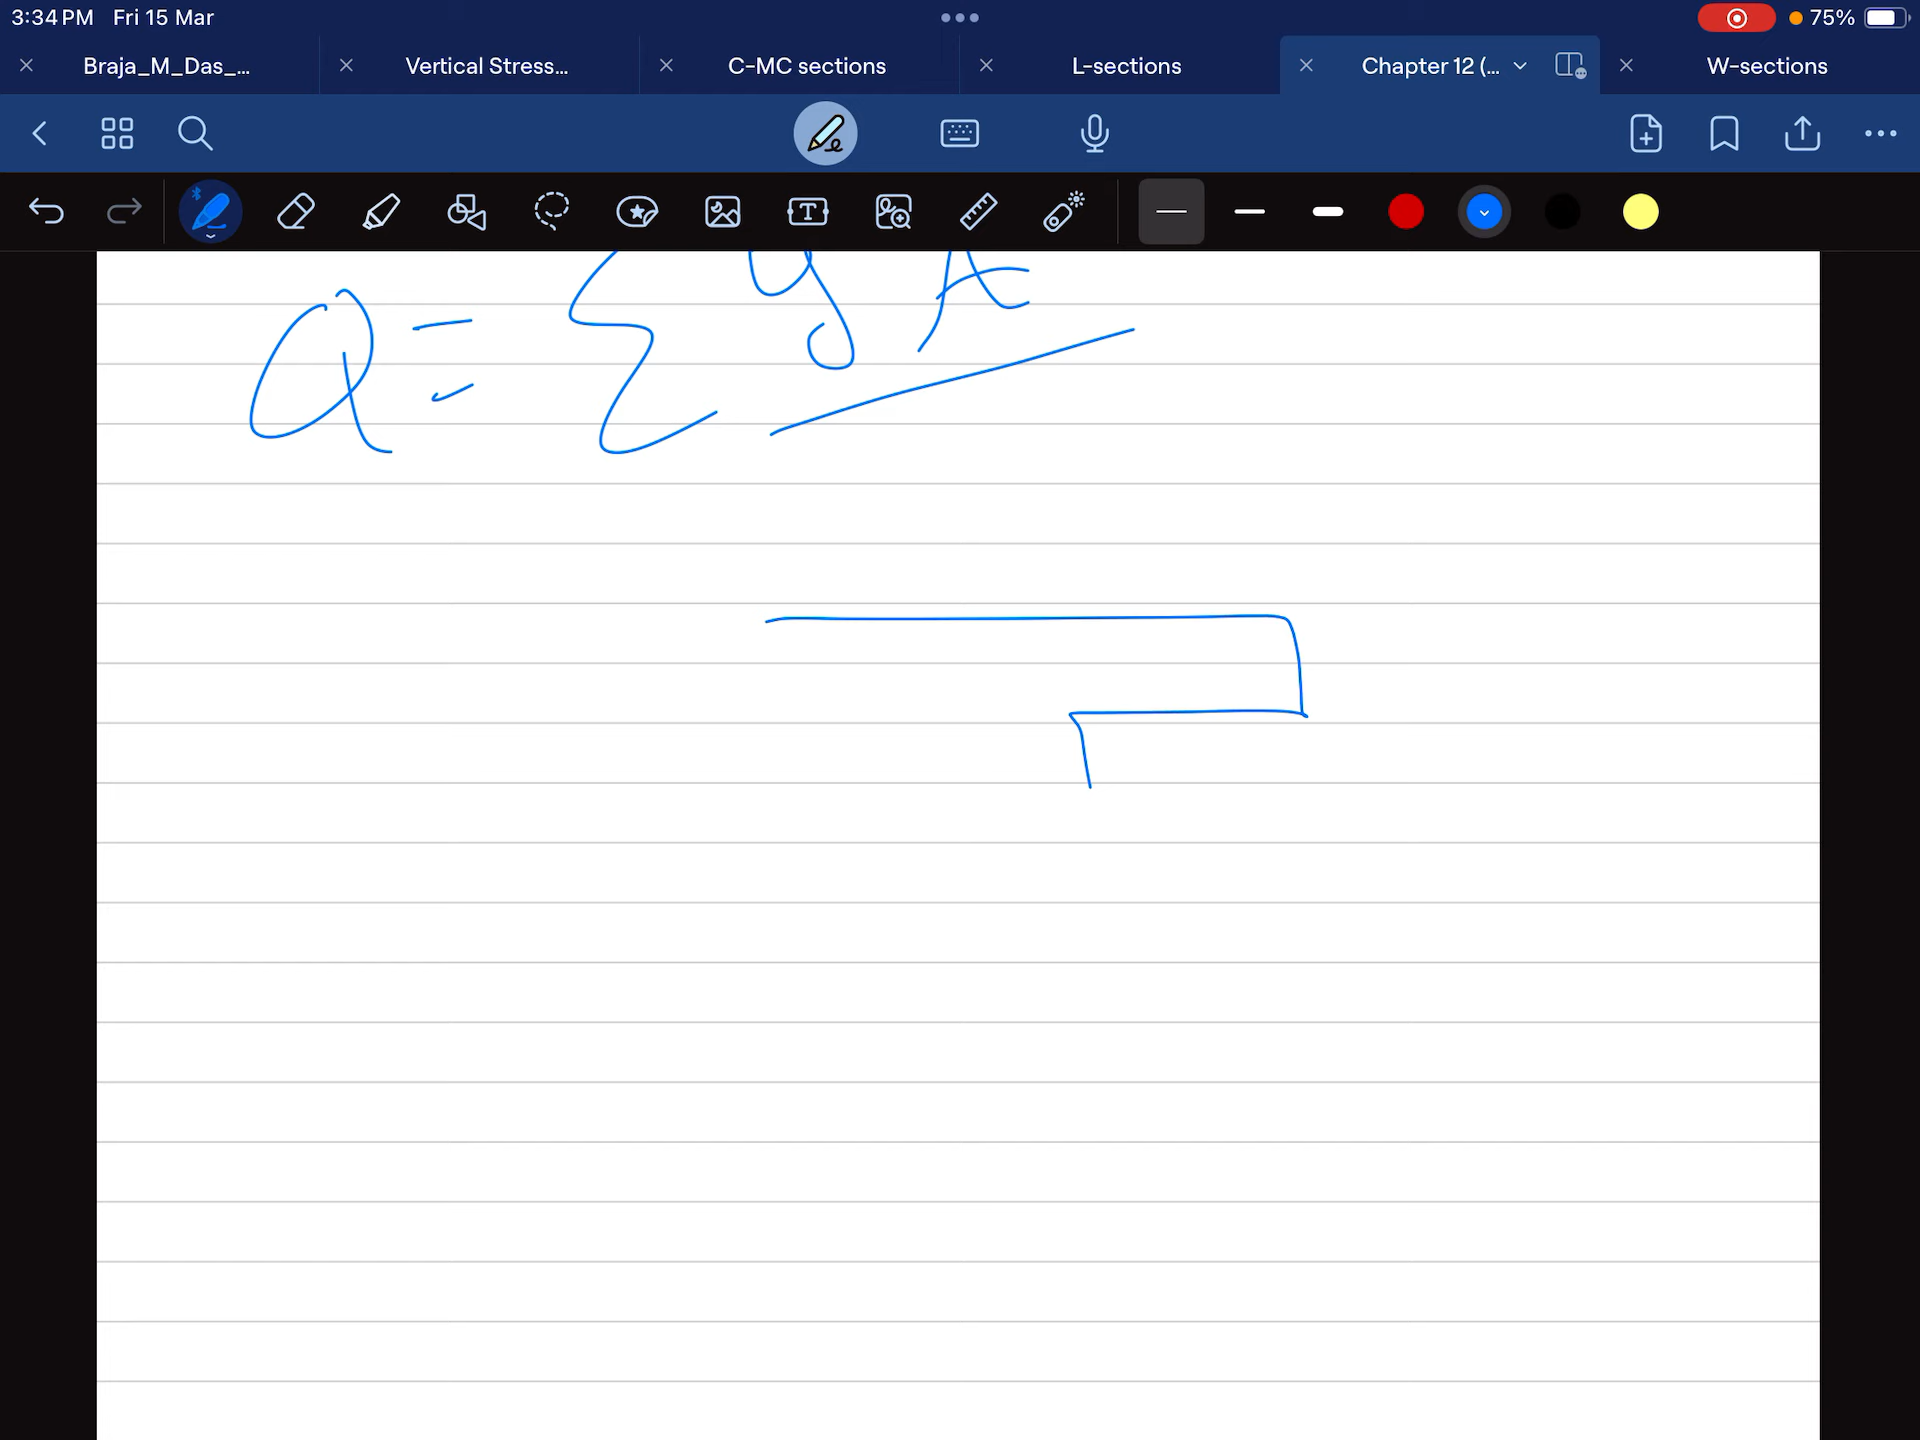 3:34 PM Fri 15 Mar 75%
Braja_M_Das_... Vertical Stress... C-MC sections L-sections Chapter 12 (... W-sections
Q = Σ y A